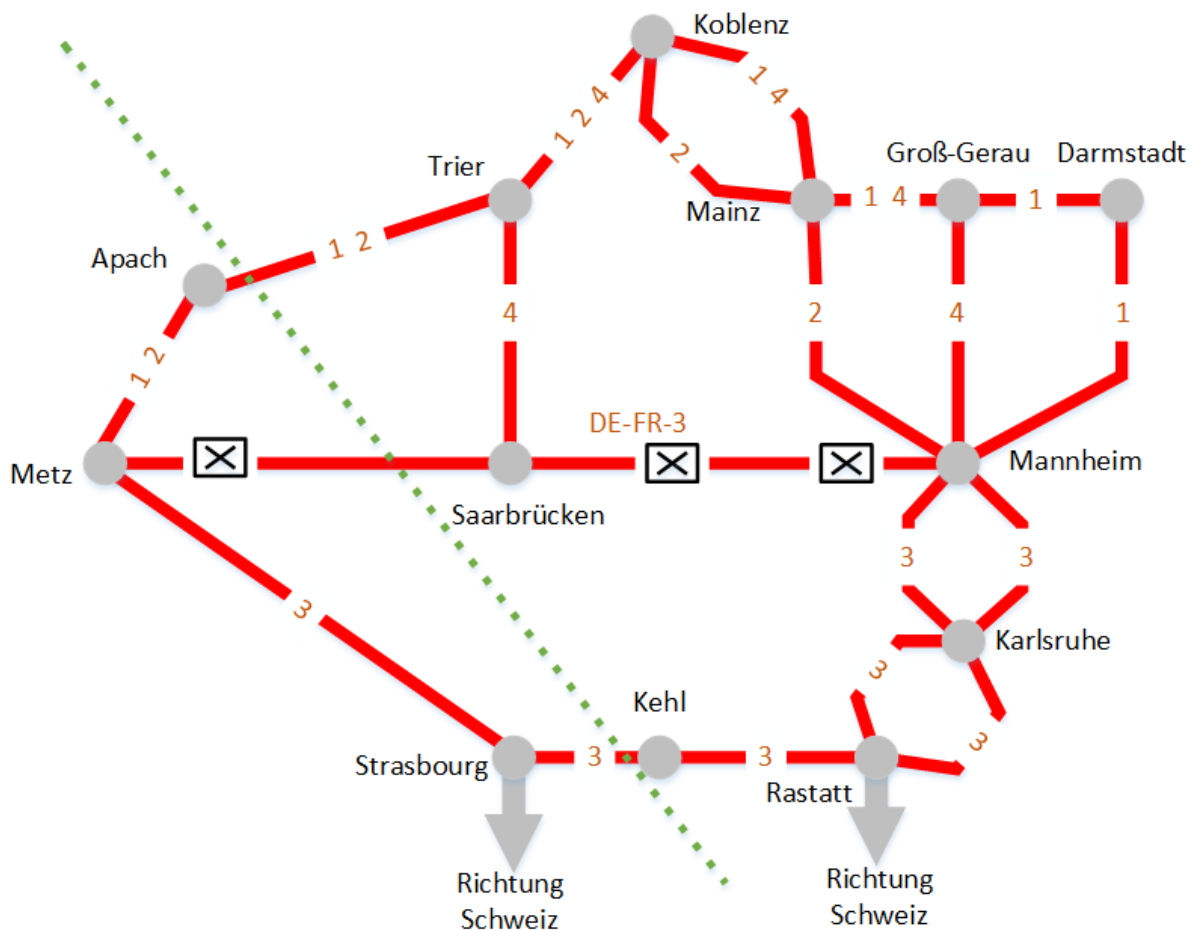 Koblenz
1 4
1 2 4
Groß-Gerau
Darmstadt
Trier
2
1 4
1
Mainz
1 2
Apach
4
2
4
1
1 2
DE-FR-3
Metz
Mannheim
Saarbrücken
3
3
3
Karlsruhe
3
Kehl
3
Strasbourg
3
3
Rastatt
Richtung
Schweiz
Richtung
Schweiz